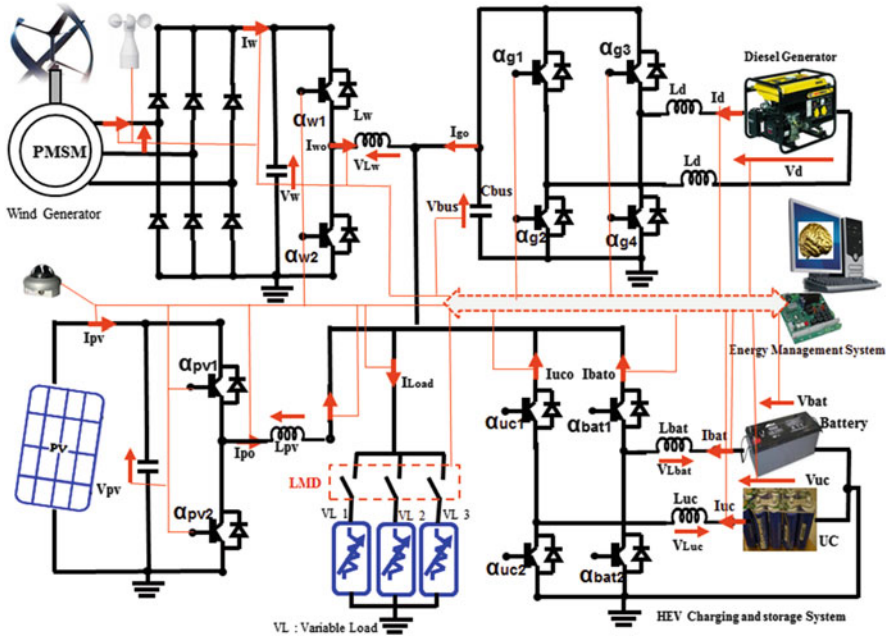 Iw
αg1
αg3
Diesel Generator
αw1
Lw
Ld
Id
PMSM
Iwo
VLw
Igo
Ld
Vd
Vw
Cbus
Vbus
Wind Generator
αw2
αg2
αg4
Ipv
Energy Management System
αpv1
ILoad
Iuco
Ibato
Vbat
αuc1
αbat1
Lbat
Ibat
Battery
PV
Ipo
Lpv
VLbat
Vuc
Vpv
LMD
Luc
Iuc
αpv2
VL 1
VL 2
VL 3
VLuc
UC
αuc2
αbat2
VL : Variable Load
HEV Charging and storage System